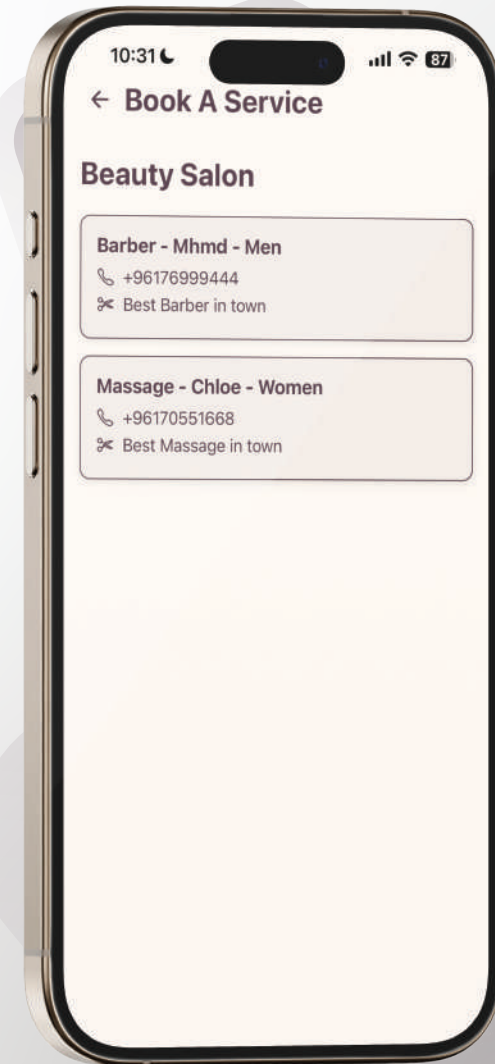 10:31
87
Book A Service
Beauty Salon
Barber - Mhmd - Men
+96176999444
Best Barber in town
Massage - Chloe - Women
+96170551668
Best Massage in town